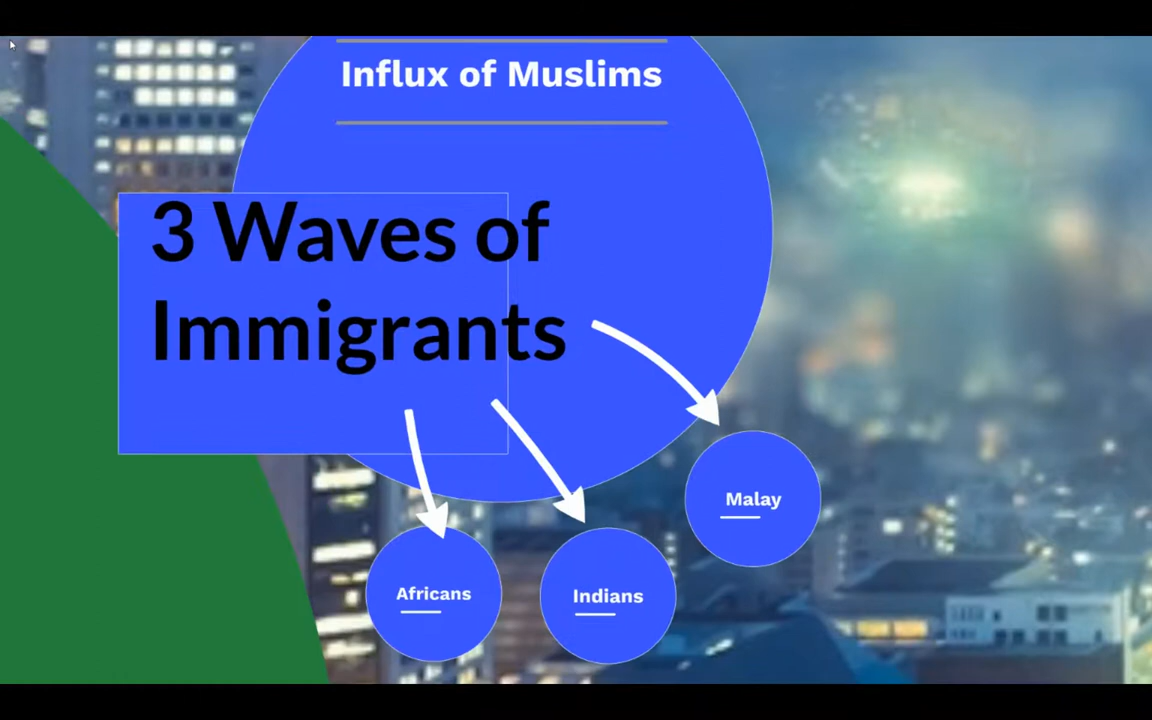 Influx of Muslims
3 Waves of
Immigrants
Malay
Africans
Indians